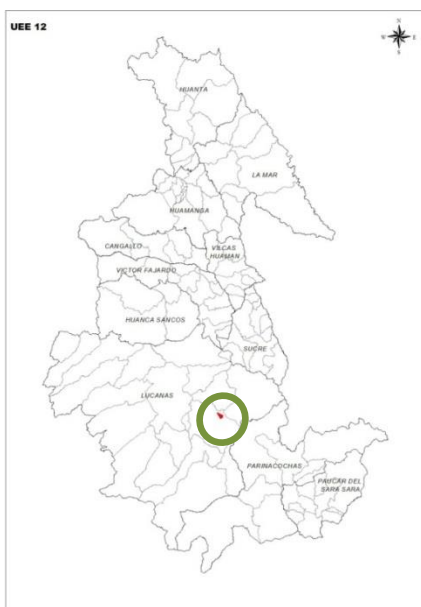 UEE 12
N
W E
S
HUANTA
LA MAR
HUAMANGA
CANGALLO
VILCAS
HUAMAN
VICTOR FAJARDO
HUANCA SANCOS
SUCRE
LUCANAS
PARINACOCHAS
PAUCAR DEL
SARA SARA